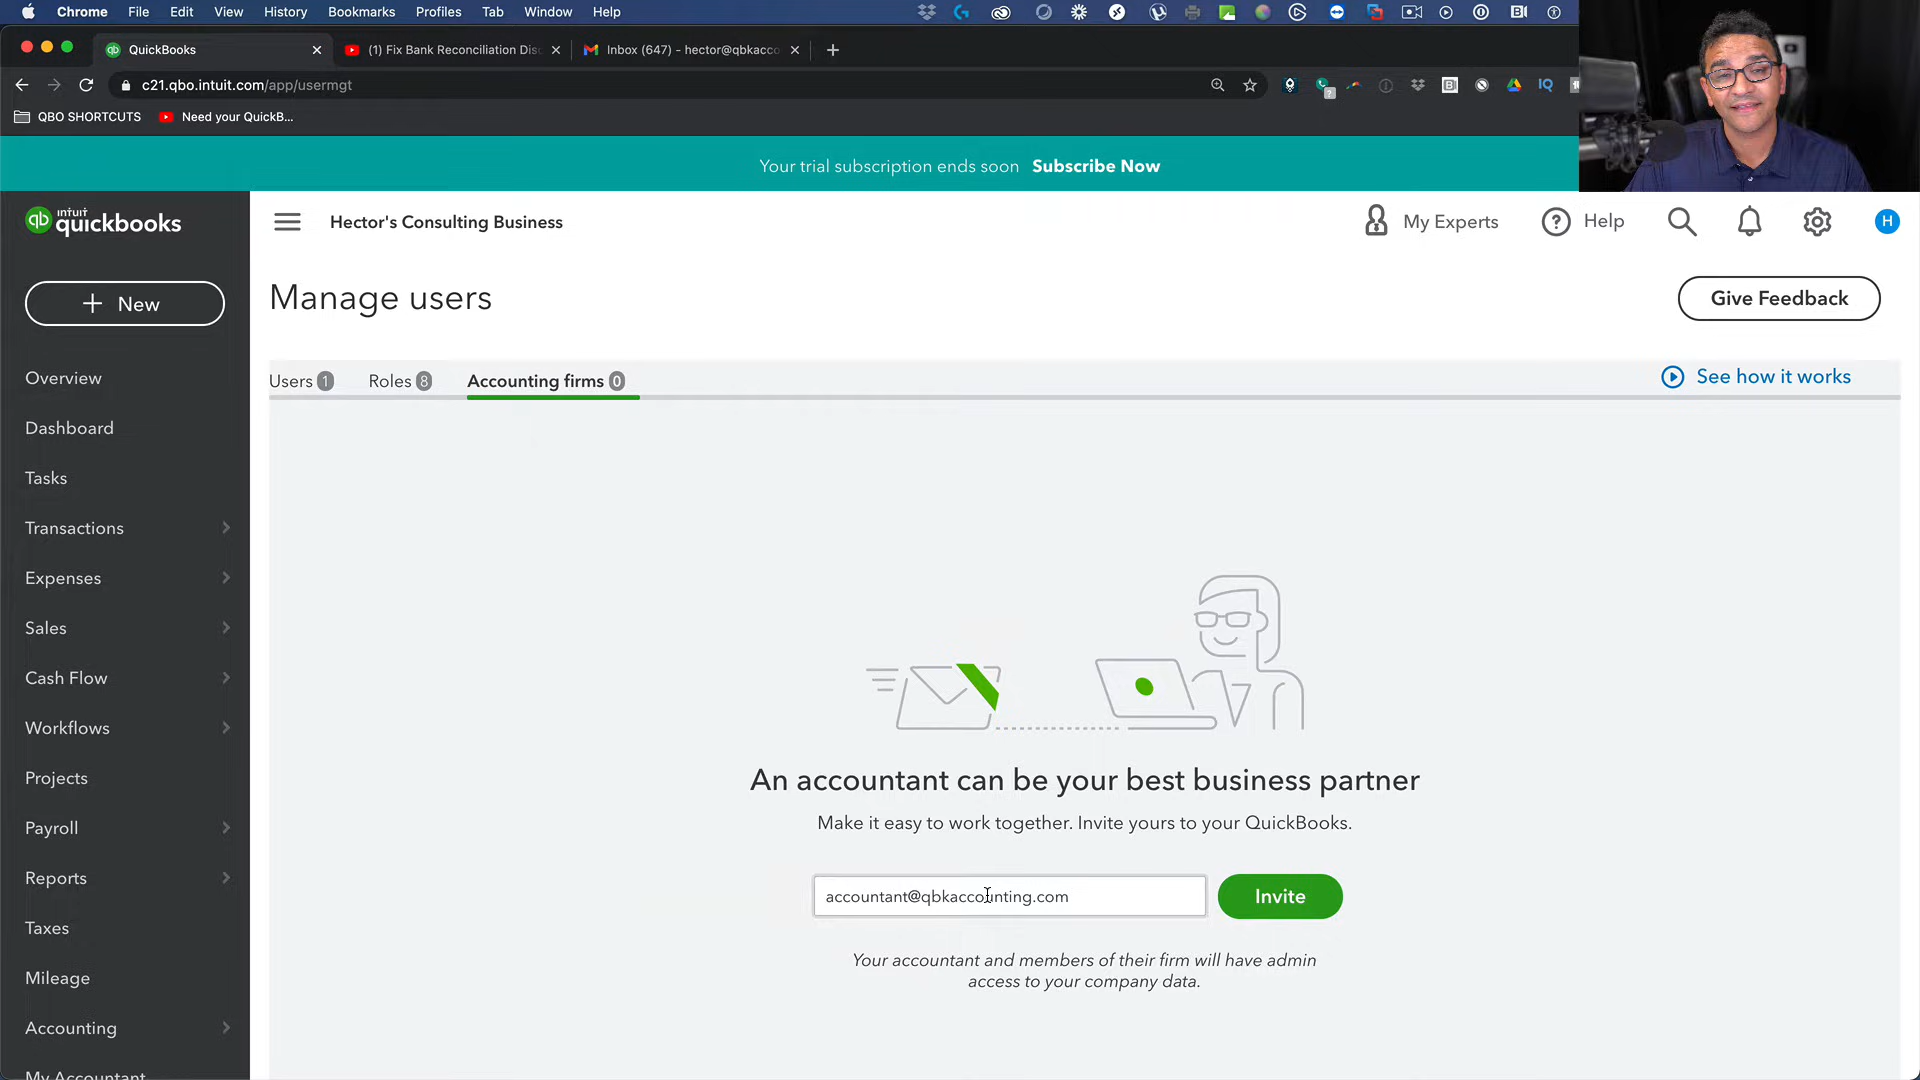 Chrome File Edit View History Bookmarks Profiles Tab Window Help
QuickBooks
(1) Fix Bank Reconciliation Dis
Inbox (647) - hector@qbkacco
c21.qbo.intuit.com/app/usermgt
QBO SHORTCUTS
Need your QuickB...
Your trial subscription ends soon Subscribe Now
intuit
quickbooks
Hector's Consulting Business
My Experts
Help
H
New
Manage users
Give Feedback
Users 1
Roles 8
Accounting firms 0
See how it works
Overview
Dashboard
Tasks
Transactions
Expenses
Sales
Cash Flow
Workflows
Projects
Payroll
Reports
Taxes
Mileage
Accounting
My Accountant
An accountant can be your best business partner
Make it easy to work together. Invite yours to your QuickBooks.
accountant@qbkaccounting.com
Invite
Your accountant and members of their firm will have admin
access to your company data.